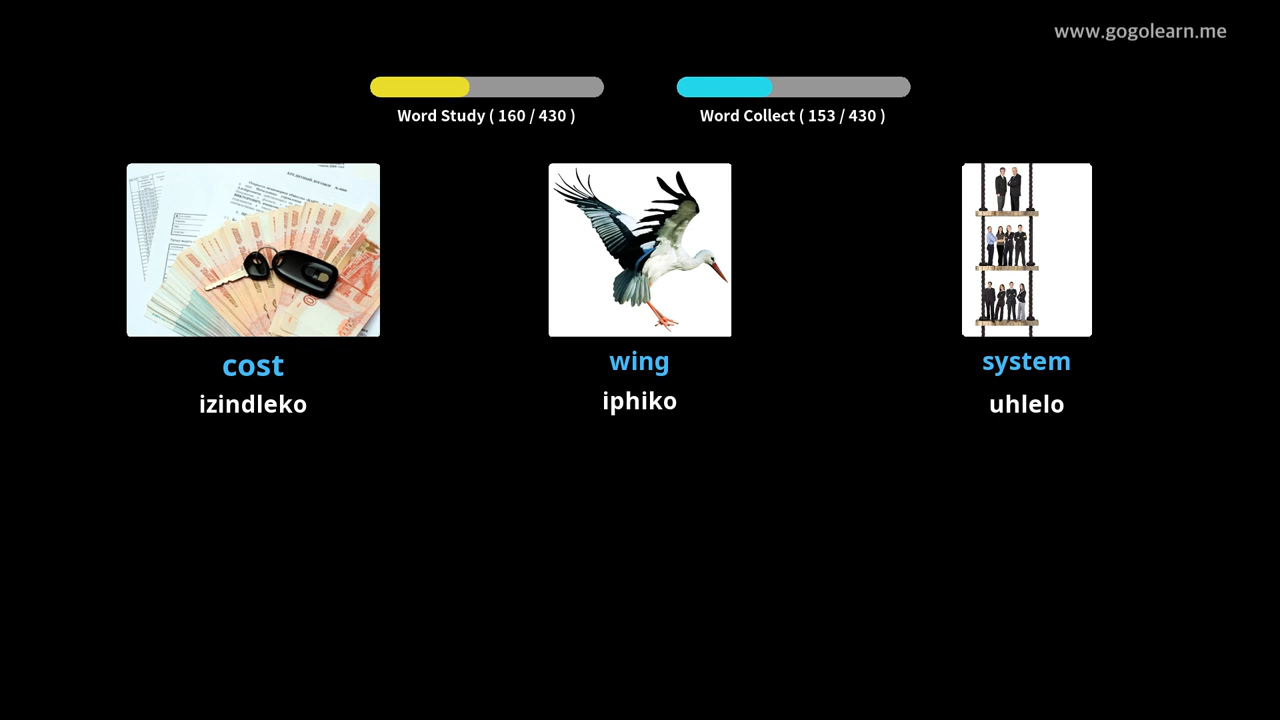 www.gogolearn.me
Word Study ( 160 / 430 )
Word Collect ( 153 / 430 )
cost
wing
system
izindleko
iphiko
uhlelo